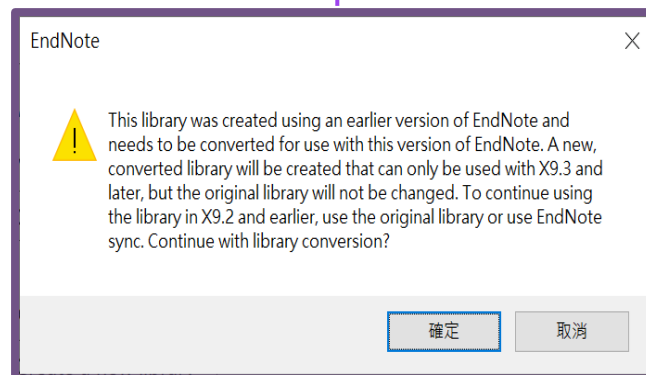 EndNote
This library was created using an earlier version of EndNote and
needs to be converted for use with this version of EndNote. A new,
converted library will be created that can only be used with X9.3 and
later, but the original library will not be changed. To continue using
the library in X9.2 and earlier, use the original library or use EndNote
sync. Continue with library conversion?
確定
取消